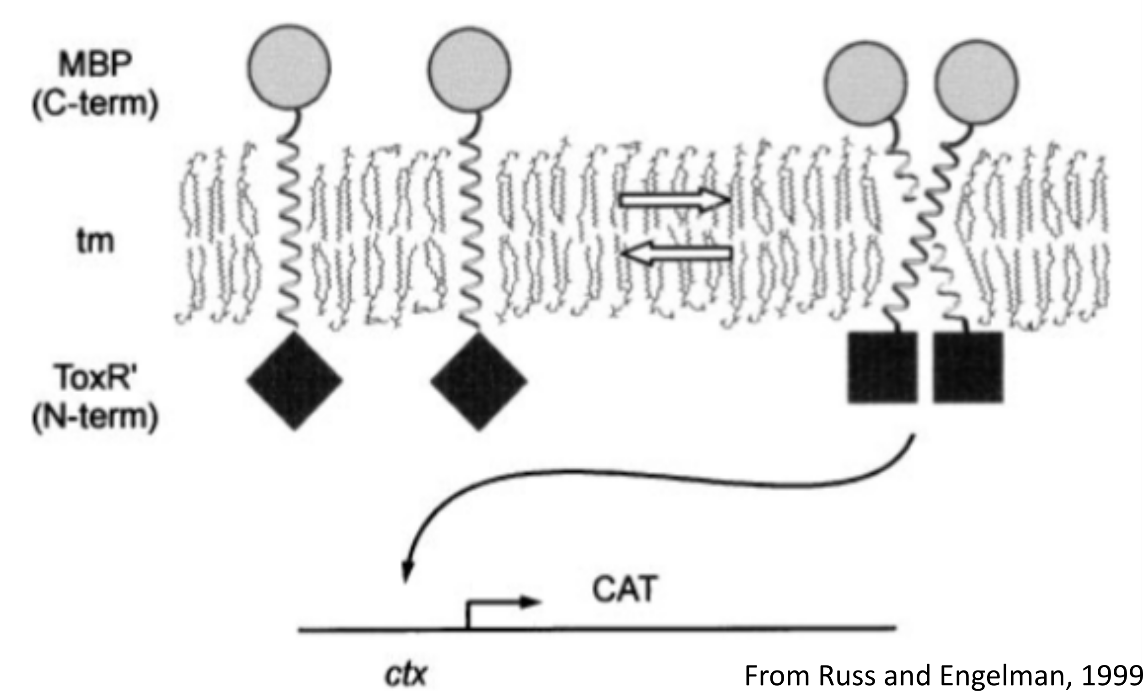 MBP
(C-term)
tm
ToxR'
(N-term)
CAT
ctx
From Russ and Engelman, 1999